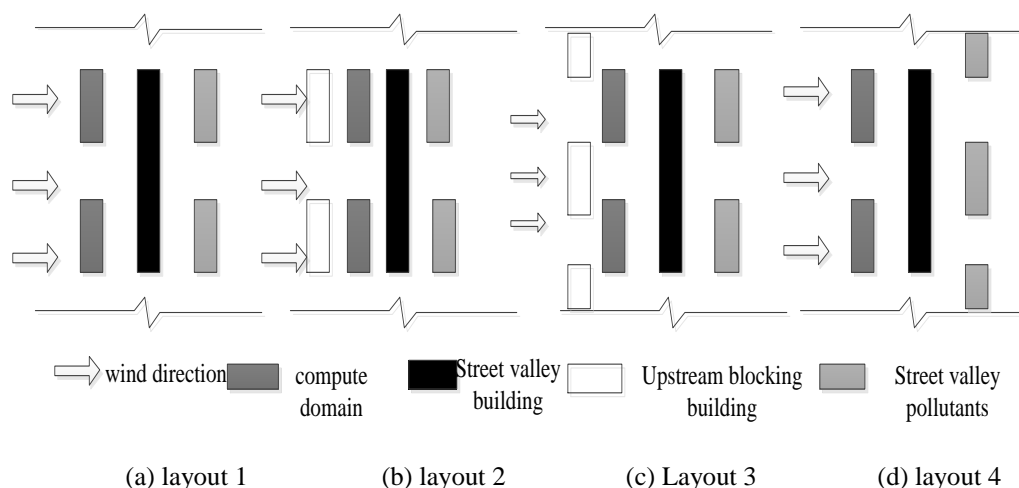 wind direction
compute
domain
Street valley
building
Upstream blocking
building
Street valley
pollutants
(a) layout 1
(b) layout 2
(c) Layout 3
(d) layout 4